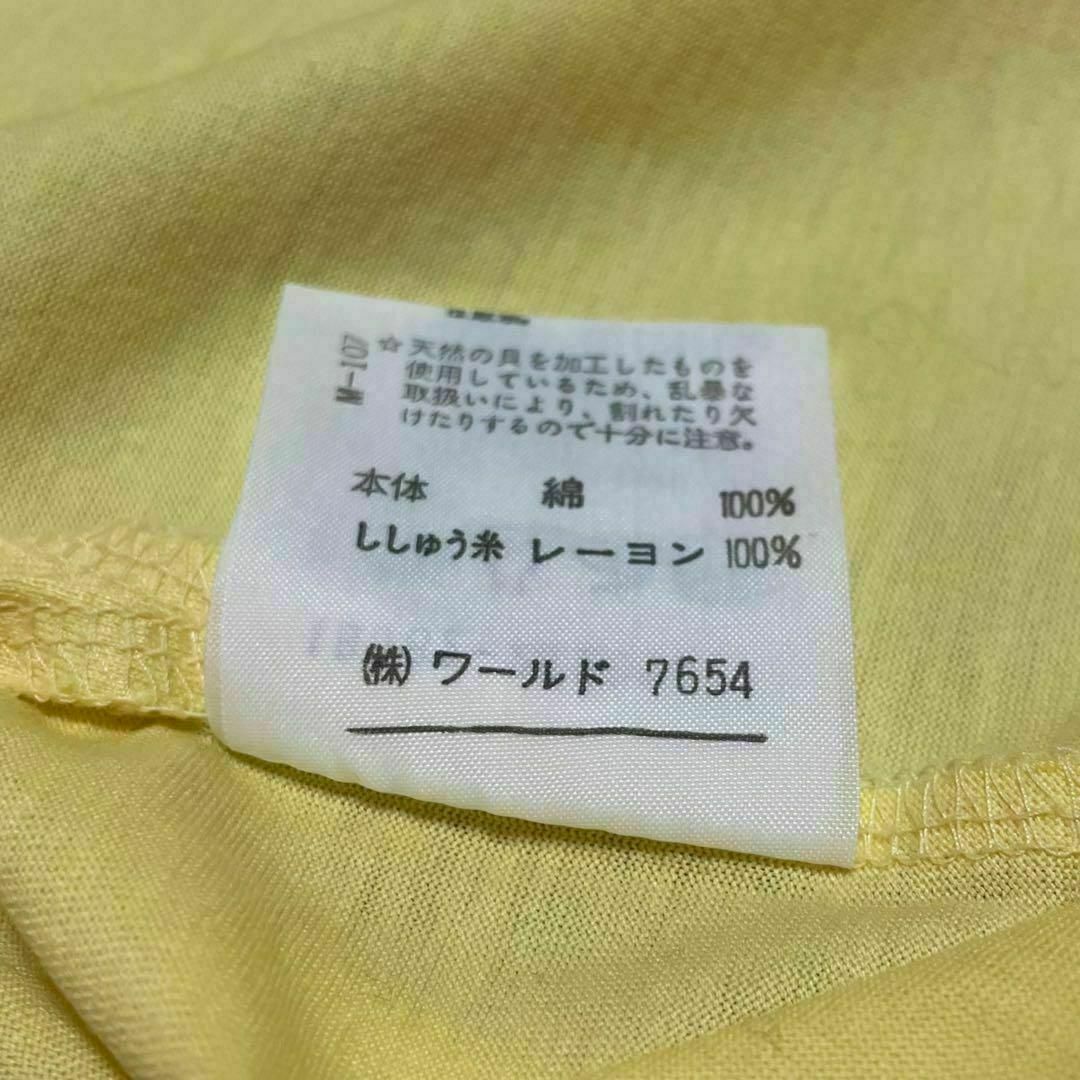 W-107
☆天然の貝を加工したものを
使用しているため、乱暴な
取扱いにより、割れたり欠
けたりするので十分に注意。
本体 綿 100%
ししゅう糸 レーヨン 100%
(株) ワールド 7654